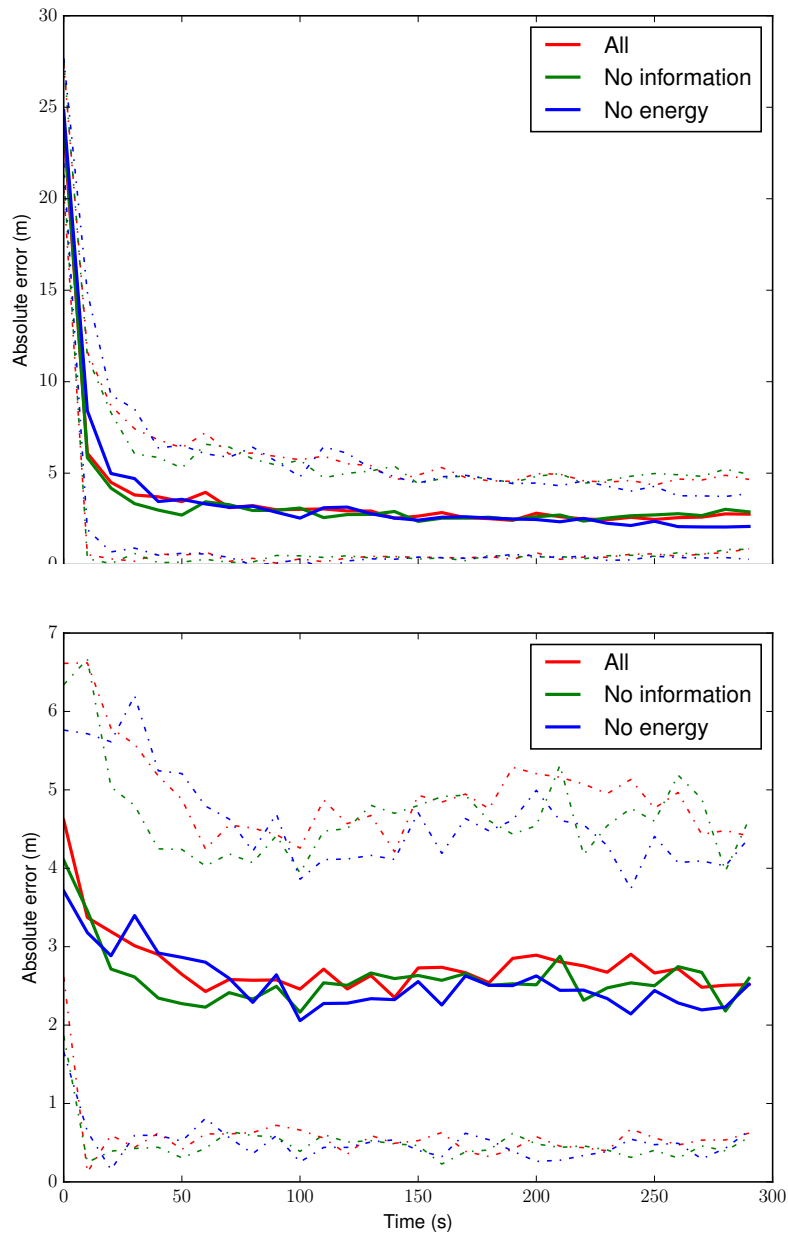 30
25
20
15
10
5
0
Absolute error (m)
All
No information
No energy
7
6
5
4
3
2
1
0
Absolute error (m)
All
No information
No energy
0 50 100 150 200 250 300
Time (s)